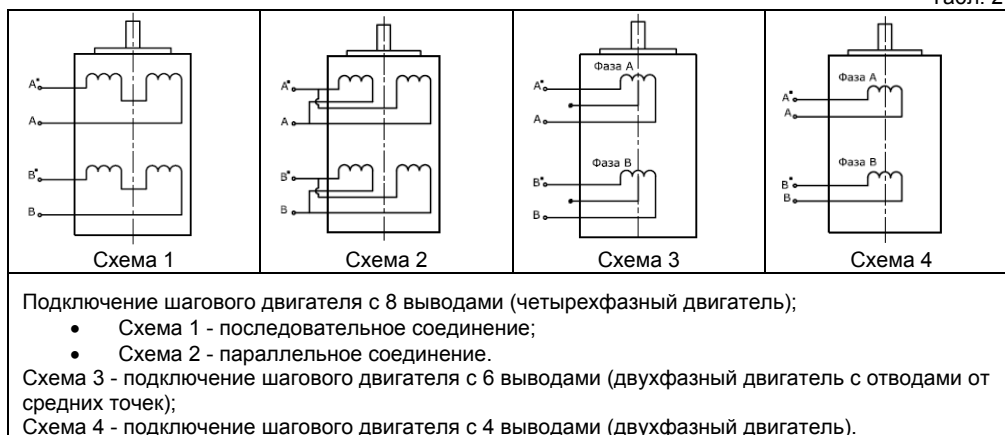 Табл. 2
A*
A
B*
B
Схема 1
A*
A
B*
B
Схема 2
Фаза A
A*
A
Фаза B
B*
B
Схема 3
Фаза A
A*
A
Фаза B
B*
B
Схема 4
Подключение шагового двигателя с 8 выводами (четырехфазный двигатель);
• Схема 1 - последовательное соединение;
• Схема 2 - параллельное соединение.
Схема 3 - подключение шагового двигателя с 6 выводами (двухфазный двигатель с отводами от
средних точек);
Схема 4 - подключение шагового двигателя с 4 выводами (двухфазный двигатель).